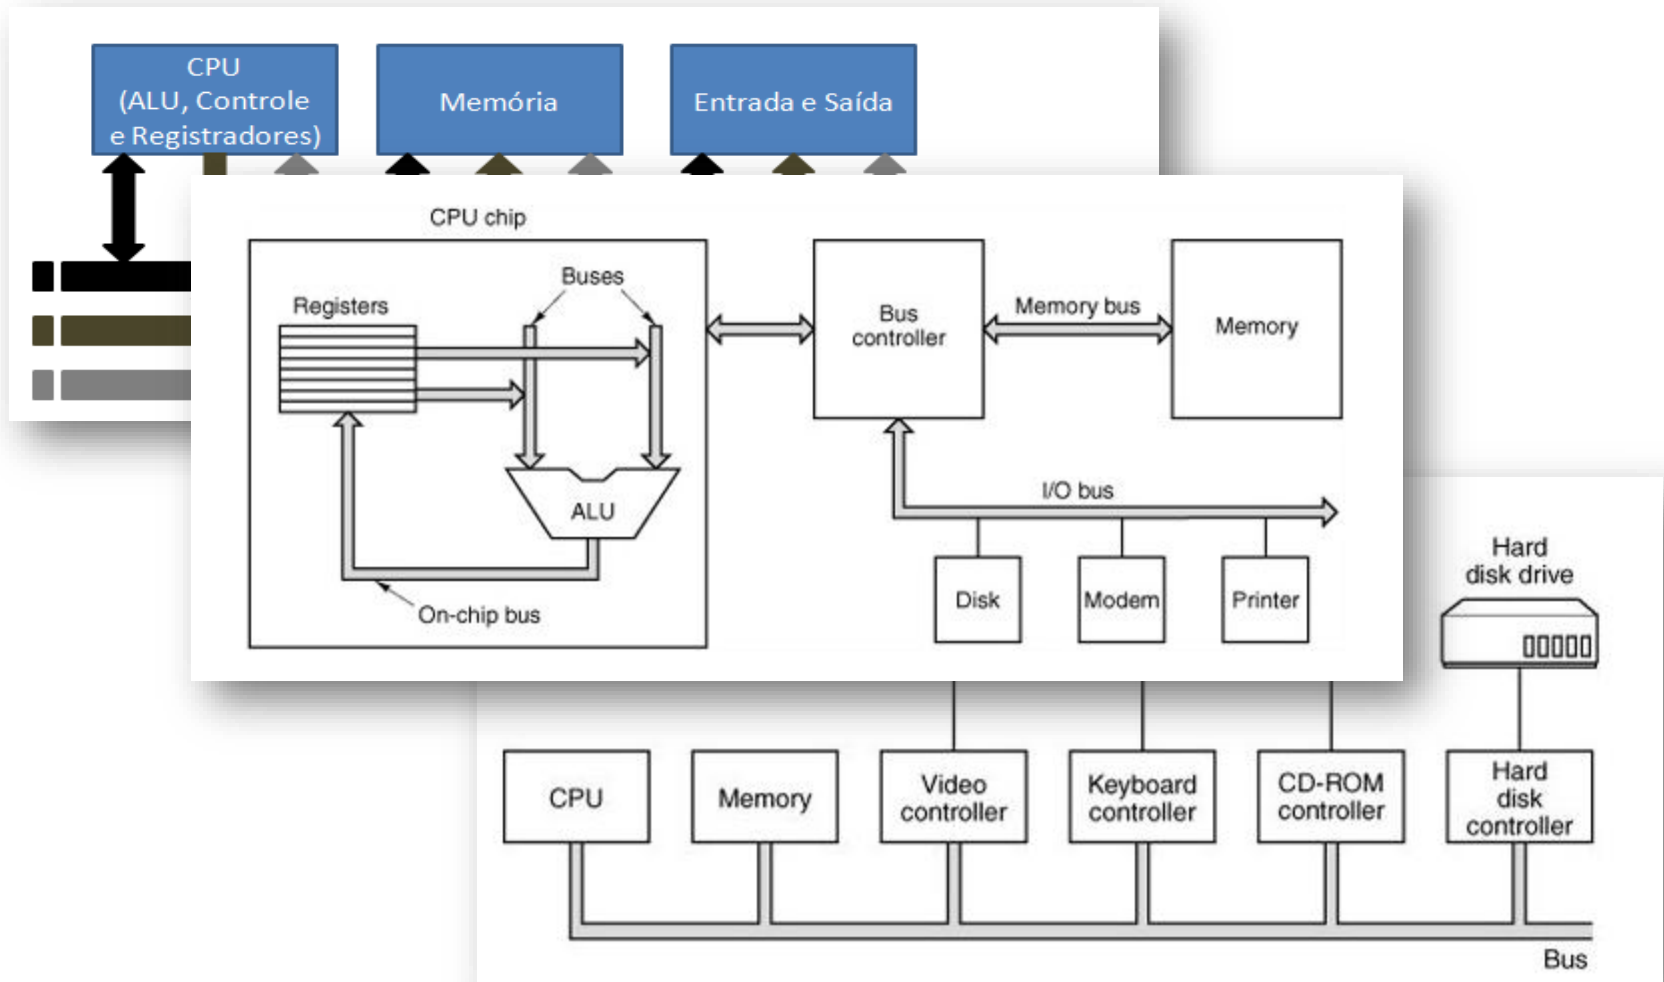 CPU
(ALU, Controle
e Registradores)
Memória
Entrada e Saída
CPU chip
Buses
Registers
ALU
On-chip bus
Bus
controller
Memory bus
Memory
I/O bus
Disk
Modem
Printer
Hard
disk drive
CPU
Memory
Video
controller
Keyboard
controller
CD-ROM
controller
Hard
disk
controller
Bus